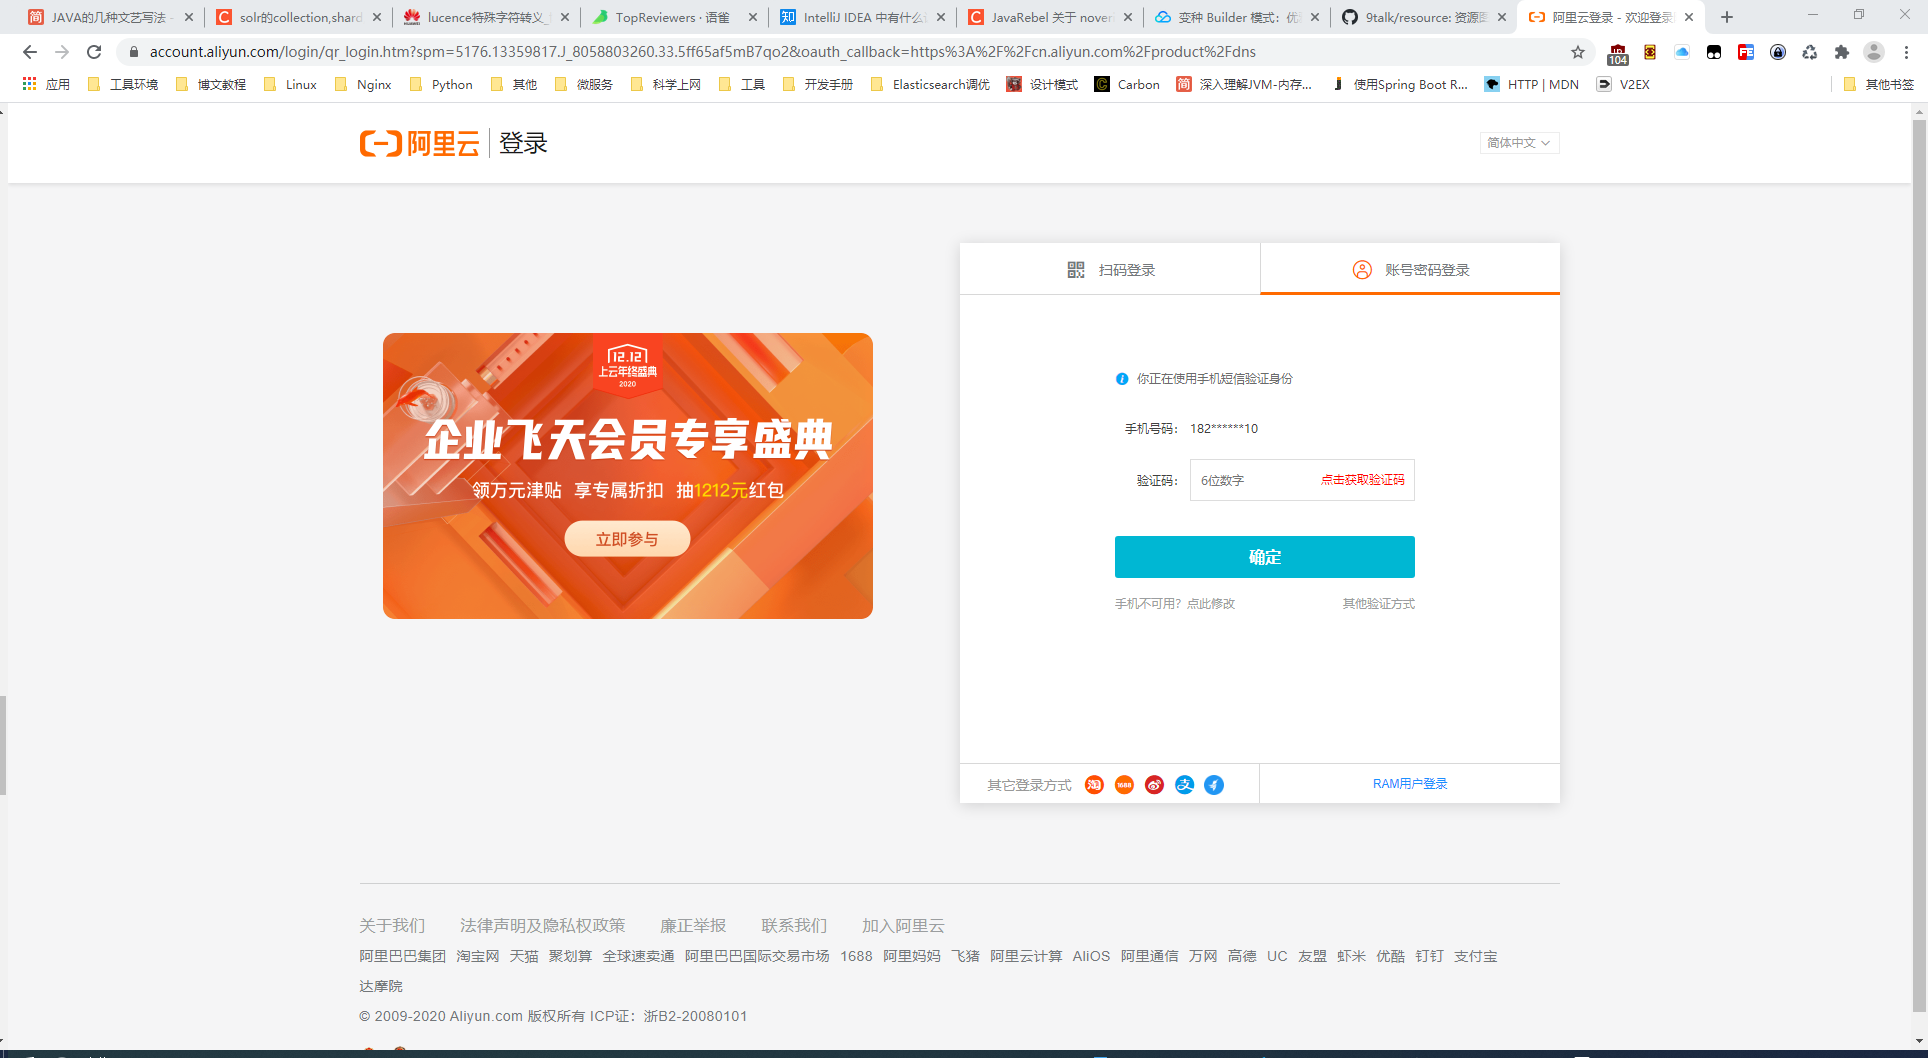 JAVA的几种文艺写法 -
solr的collection,shard
lucence特殊字符转义_
TopReviewers · 语雀
IntelliJ IDEA 中有什么
JavaRebel 关于 nover
变种 Builder 模式：优
9talk/resource: 资源
阿里云登录 - 欢迎登录
account.aliyun.com/login/qr_login.htm?spm=5176.13359817.J_8058803260.33.5ff65af5mB7qo2&oauth_callback=https%3A%2F%2Fcn.aliyun.com%2Fproduct%2Fdns
104
应用 工具环境 博文教程 Linux Nginx Python 其他 微服务 科学上网 工具 开发手册 Elasticsearch调优 设计模式 Carbon 深入理解JVM-内存... 使用Spring Boot R... HTTP | MDN V2EX 其他书签
阿里云 登录
简体中文
扫码登录 账号密码登录
12.12
上云年终盛典
2020
企业飞天会员专享盛典
领万元津贴 享专属折扣 抽1212元红包
立即参与
你正在使用手机短信验证身份
手机号码： 182******10
验证码： 6位数字 点击获取验证码
确定
手机不可用？点此修改 其他验证方式
其它登录方式 淘 1688 支 RAM用户登录
关于我们 法律声明及隐私权政策 廉正举报 联系我们 加入阿里云
阿里巴巴集团 淘宝网 天猫 聚划算 全球速卖通 阿里巴巴国际交易市场 1688 阿里妈妈 飞猪 阿里云计算 AliOS 阿里通信 万网 高德 UC 友盟 虾米 优酷 钉钉 支付宝
达摩院
© 2009-2020 Aliyun.com 版权所有 ICP证：浙B2-20080101